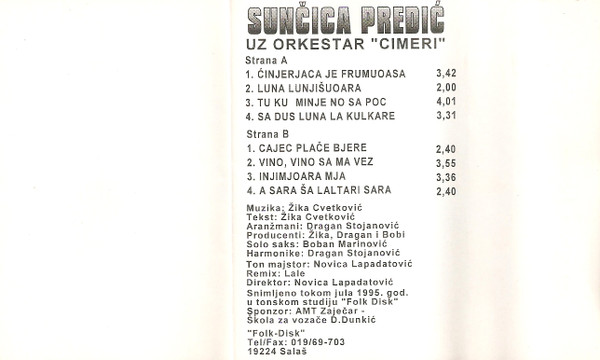 SUNČICA PREDIĆ
UZ ORKESTAR "CIMERI"
Strana A
1. ĆINJERJACA JE FRUMUOASA 3,42
2. LUNA LUNJIŠUOARA 2,00
3. TU KU MINJE NO SA POC 4,01
4. SA DUS LUNA LA KULKARE 3,31
Strana B
1. CAJEC PLAČE BJERE 2,40
2. VINO, VINO SA MA VEZ 3,55
3. INJIMJOARA MJA 3,36
4. A SARA ŠA LALTARI SARA 2,40
Muzika: Žika Cvetković
Tekst: Žika Cvetković
Aranžmani: Dragan Stojanović
Producenti: Žika, Dragan i Bobi
Solo saks: Boban Marinović
Harmonike: Dragan Stojanović
Ton majstor: Novica Lapadatović
Remix: Lale
Direktor: Novica Lapadatović
Snimljeno tokom jula 1995. god.
u tonskom studiju "Folk Disk"
Sponzor: AMT Zaječar -
Škola za vozače D.Dunkić
"Folk-Disk"
Tel/Fax: 019/69-703
19224 Salaš